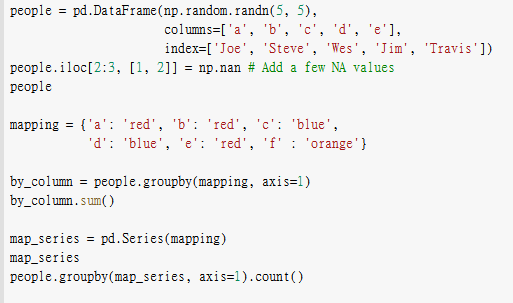 people = pd.DataFrame(np.random.randn(5, 5),
                      columns=['a', 'b', 'c', 'd', 'e'],
                      index=['Joe', 'Steve', 'Wes', 'Jim', 'Travis'])
people.iloc[2:3, [1, 2]] = np.nan # Add a few NA values
people
mapping = {'a': 'red', 'b': 'red', 'c': 'blue',
           'd': 'blue', 'e': 'red', 'f' : 'orange'}
by_column = people.groupby(mapping, axis=1)
by_column.sum()
map_series = pd.Series(mapping)
map_series
people.groupby(map_series, axis=1).count()